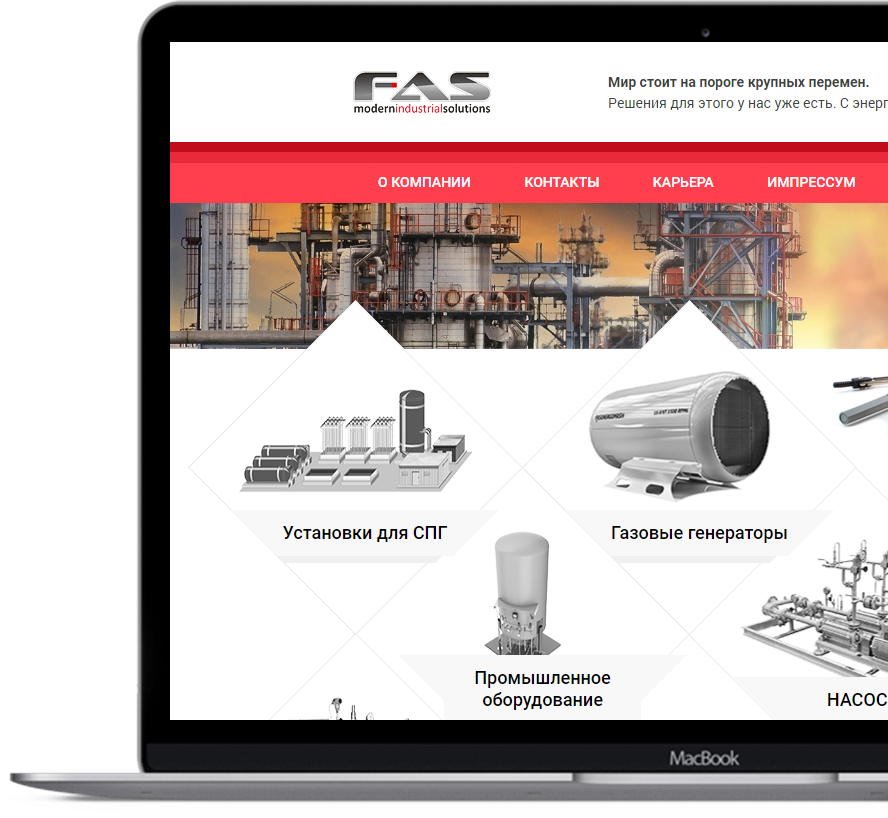 FAS
modernindustrialsolutions
Мир стоит на пороге крупных перемен.
Решения для этого у нас уже есть. С энерг
О КОМПАНИИ
КОНТАКТЫ
КАРЬЕРА
ИМПРЕССУМ
Установки для СПГ
Газовые генераторы
Промышленное
оборудование
НАСОС
MacBook